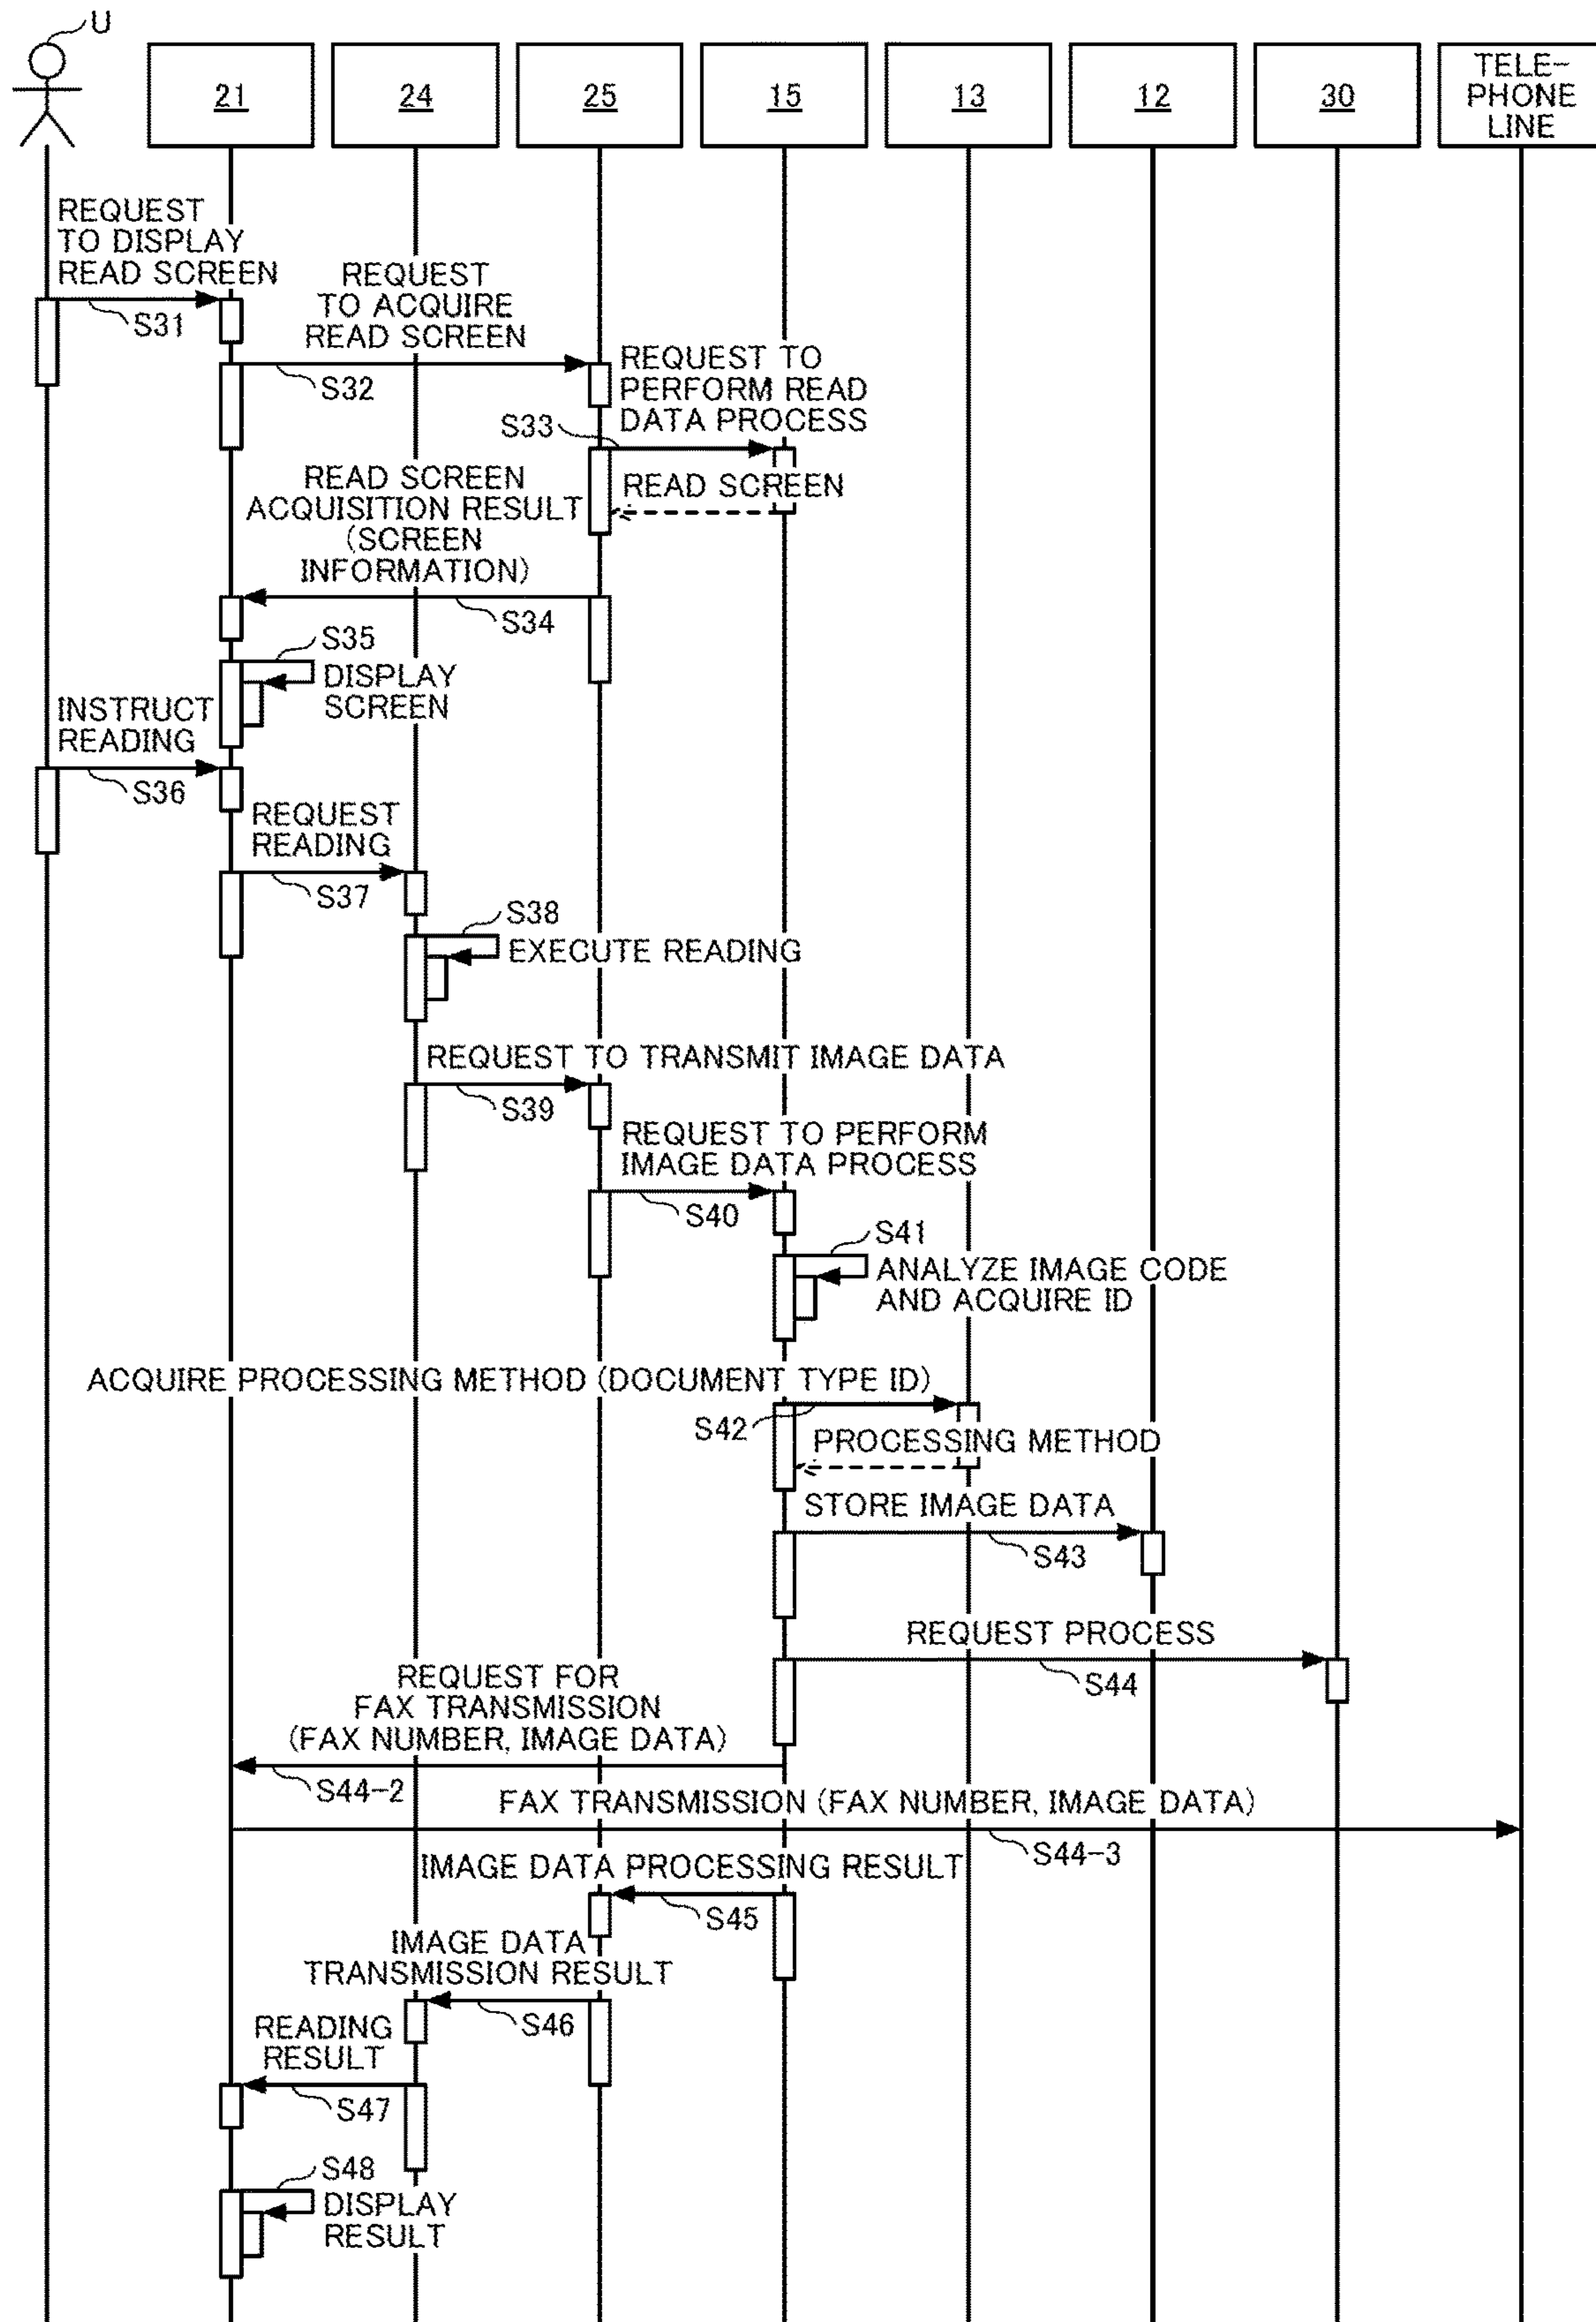 U
21
24
25
15
13
12
30
TELE-
PHONE
LINE
REQUEST
TO DISPLAY
READ SCREEN
S31
REQUEST
TO ACQUIRE
READ SCREEN
S32
REQUEST TO
PERFORM READ
DATA PROCESS
S33
READ SCREEN
READ SCREEN
ACQUISITION RESULT
(SCREEN
INFORMATION)
S34
S35
DISPLAY
SCREEN
INSTRUCT
READING
S36
REQUEST
READING
S37
S38
EXECUTE READING
REQUEST TO TRANSMIT IMAGE DATA
S39
REQUEST TO PERFORM
IMAGE DATA PROCESS
S40
S41
ANALYZE IMAGE CODE
AND ACQUIRE ID
ACQUIRE PROCESSING METHOD (DOCUMENT TYPE ID)
S42
PROCESSING METHOD
STORE IMAGE DATA
S43
REQUEST PROCESS
S44
REQUEST FOR
FAX TRANSMISSION
(FAX NUMBER, IMAGE DATA)
S44-2
FAX TRANSMISSION (FAX NUMBER, IMAGE DATA)
S44-3
IMAGE DATA PROCESSING RESULT
S45
IMAGE DATA
TRANSMISSION RESULT
S46
READING
RESULT
S47
S48
DISPLAY
RESULT